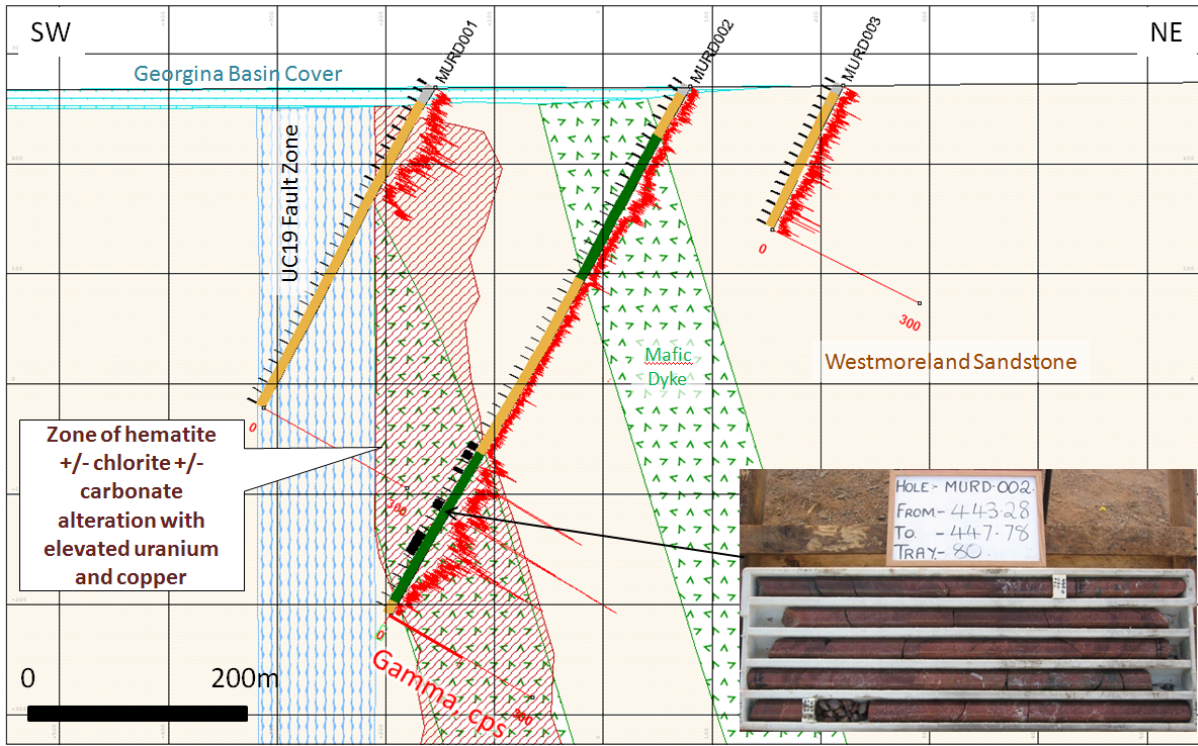 SW
NE
MURD001
MURD002
MURD003
Georgina Basin Cover
UC19 Fault Zone
Mafic
Dyke
Westmoreland Sandstone
0
300
0
300
Zone of hematite
+/- chlorite +/-
carbonate
alteration with
elevated uranium
and copper
0
300
Gamma, cps
0
200m
HOLE:- MURD-002.
FROM- 443.28
TO. - 447.78
TRAY.- 80.